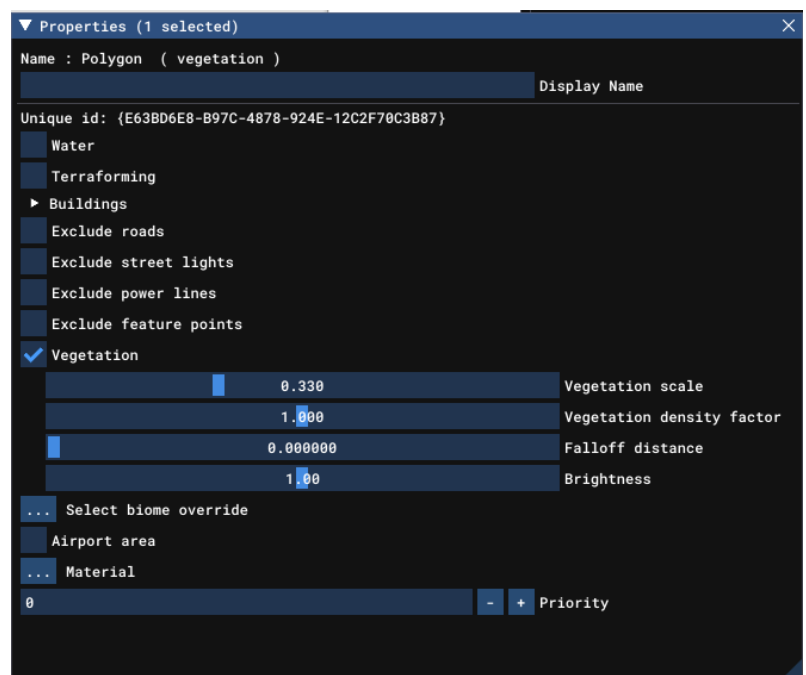 Properties (1 selected)
Name : Polygon ( vegetation )
Display Name
Unique id: {E63BD6E8-B97C-4878-924E-12C2F70C3B87}
Water
Terraforming
Buildings
Exclude roads
Exclude street lights
Exclude power lines
Exclude feature points
Vegetation
0.330 Vegetation scale
1.000 Vegetation density factor
0.000000 Falloff distance
1.00 Brightness
... Select biome override
Airport area
... Material
0 - + Priority